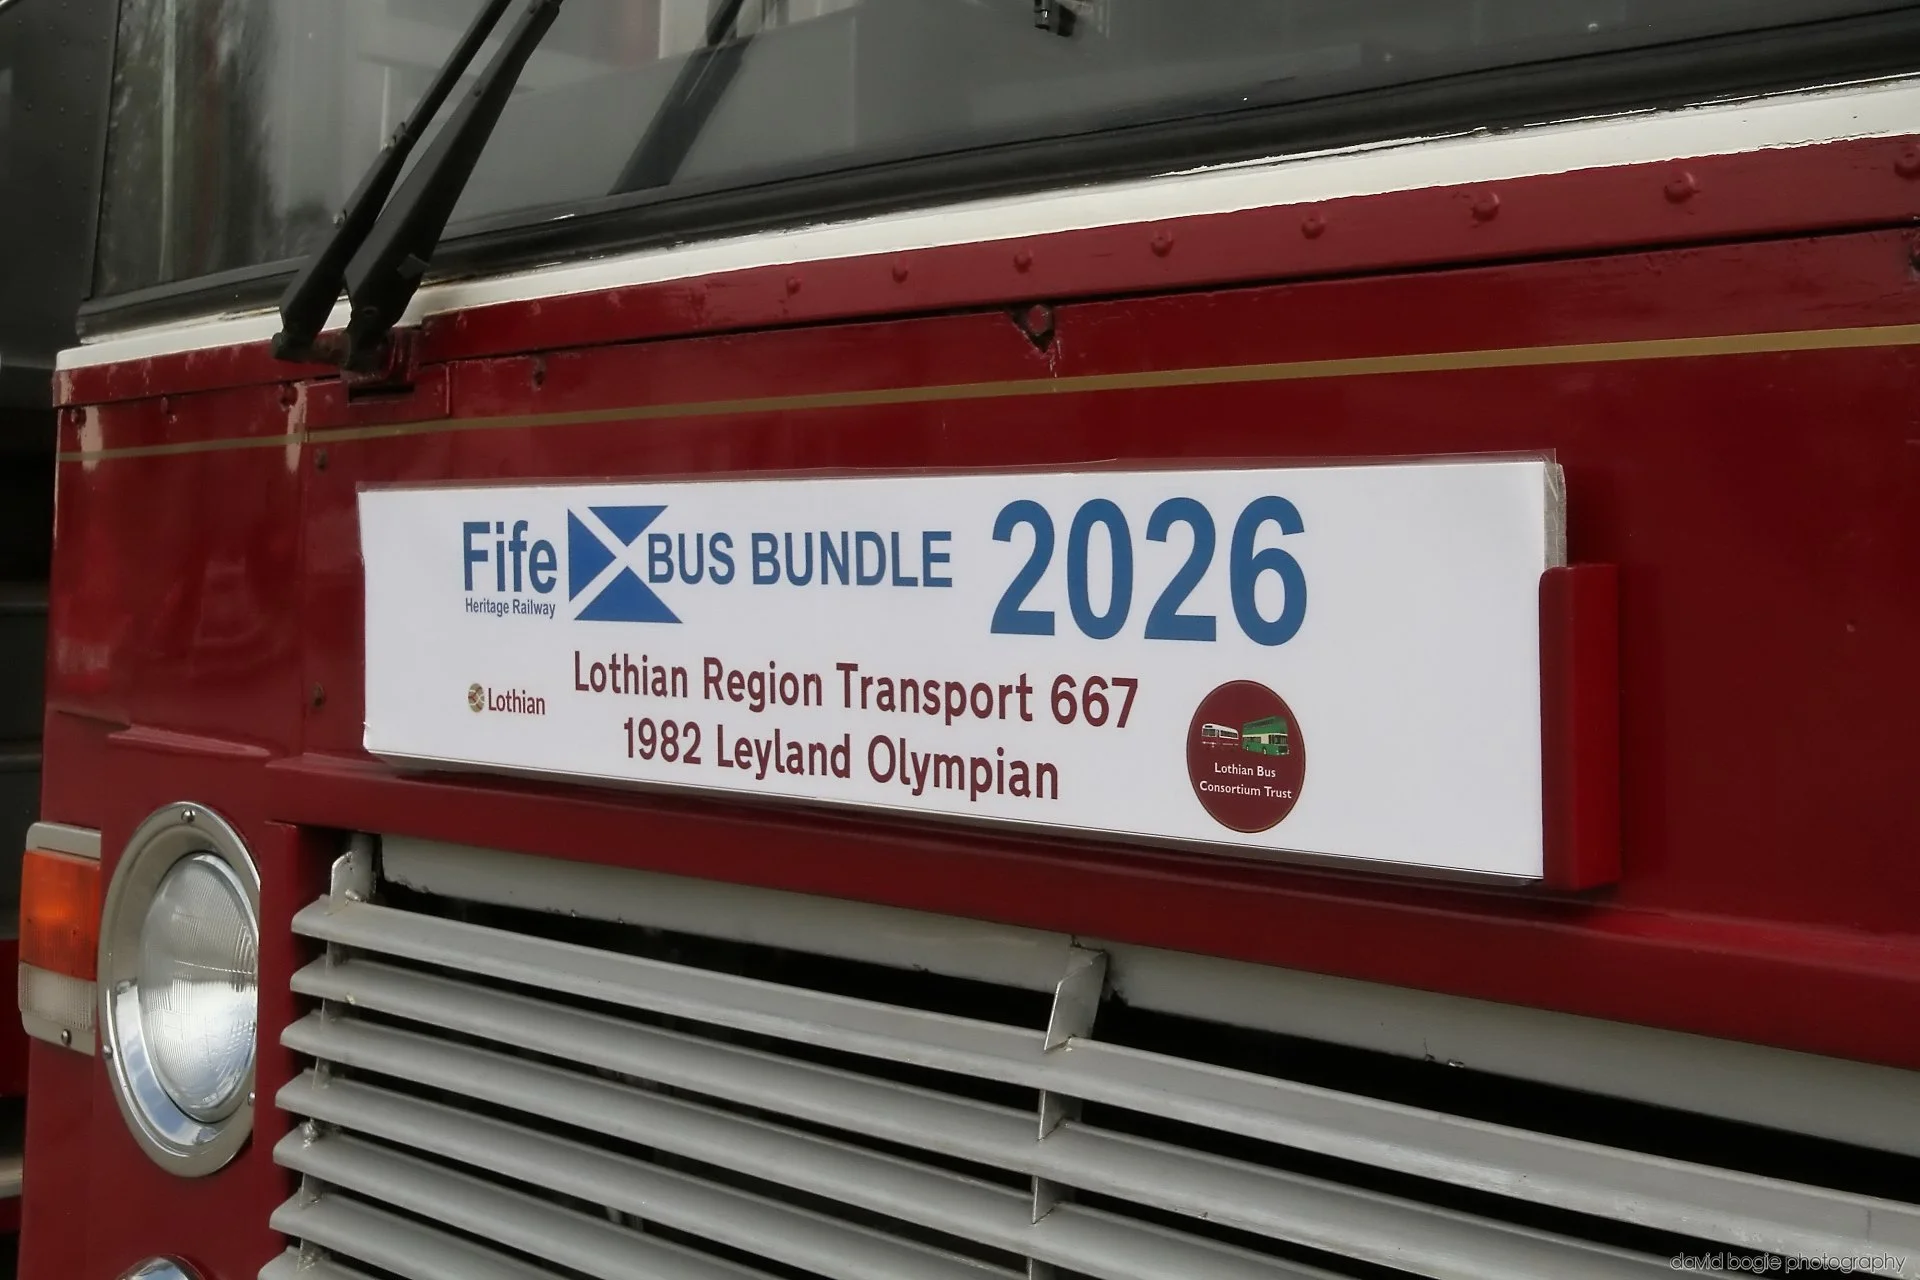 Fife BUS BUNDLE 2026
Heritage Railway
Lothian
Lothian Region Transport 667
1982 Leyland Olympian
Lothian Bus
Consortium Trust
david bogie photography